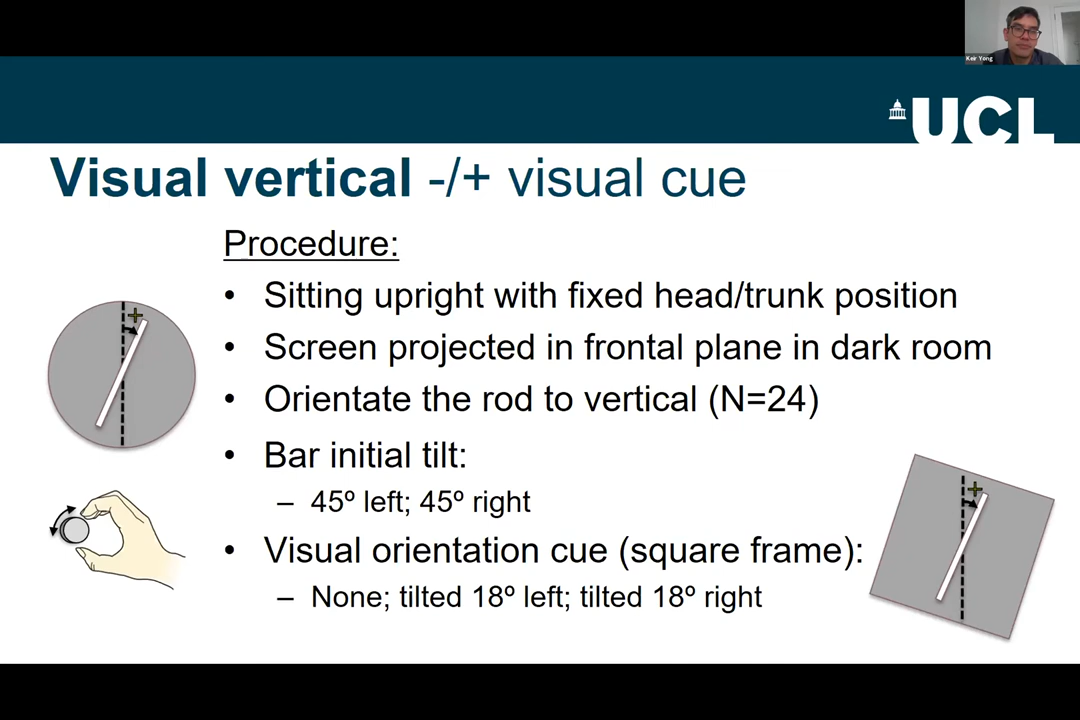 Keir Yong
UCL
Visual vertical -/+ visual cue
Procedure:
• Sitting upright with fixed head/trunk position
• Screen projected in frontal plane in dark room
• Orientate the rod to vertical (N=24)
• Bar initial tilt:
– 45º left; 45º right
• Visual orientation cue (square frame):
– None; tilted 18º left; tilted 18º right
+
+